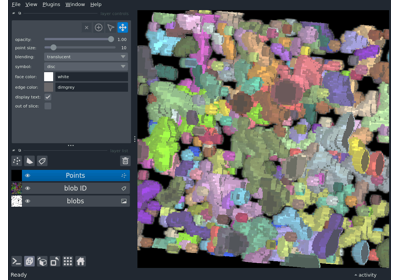 File View Plugins Window Help
opacity: 1.00
point size: 10
blending: translucent
symbol: disc
face color: white
edge color: dimgrey
display text:
out of slice:
Points
blob ID
blobs
Ready
activity